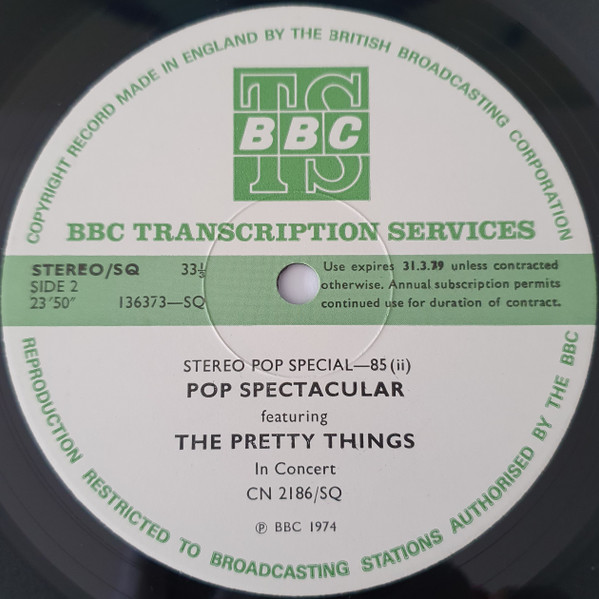 COPYRIGHT RECORD MADE IN ENGLAND BY THE BRITISH BROADCASTING CORPORATION
TS
BBC
BBC TRANSCRIPTION SERVICES
STEREO/SQ 33⅓
SIDE 2
23′50″ 136373—SQ
Use expires 31.3.79 unless contracted
otherwise. Annual subscription permits
continued use for duration of contract.
STEREO POP SPECIAL—85 (ii)
POP SPECTACULAR
featuring
THE PRETTY THINGS
In Concert
CN 2186/SQ
℗ BBC 1974
REPRODUCTION RESTRICTED TO BROADCASTING STATIONS AUTHORISED BY THE BBC